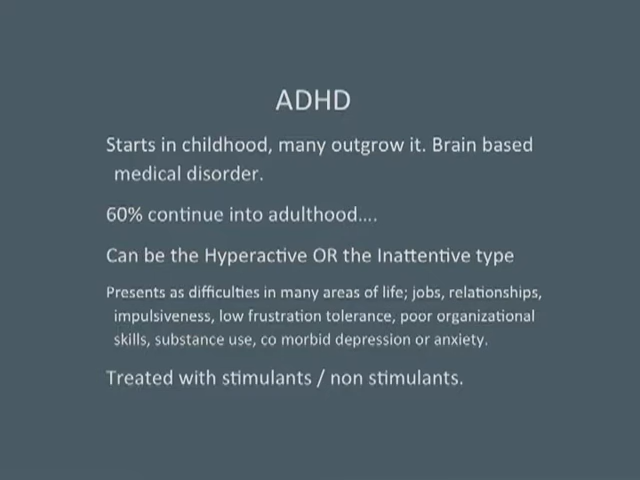 ADHD
Starts in childhood, many outgrow it. Brain based
medical disorder.
60% continue into adulthood....
Can be the Hyperactive OR the Inattentive type
Presents as difficulties in many areas of life; jobs, relationships,
impulsiveness, low frustration tolerance, poor organizational
skills, substance use, co morbid depression or anxiety.
Treated with stimulants / non stimulants.